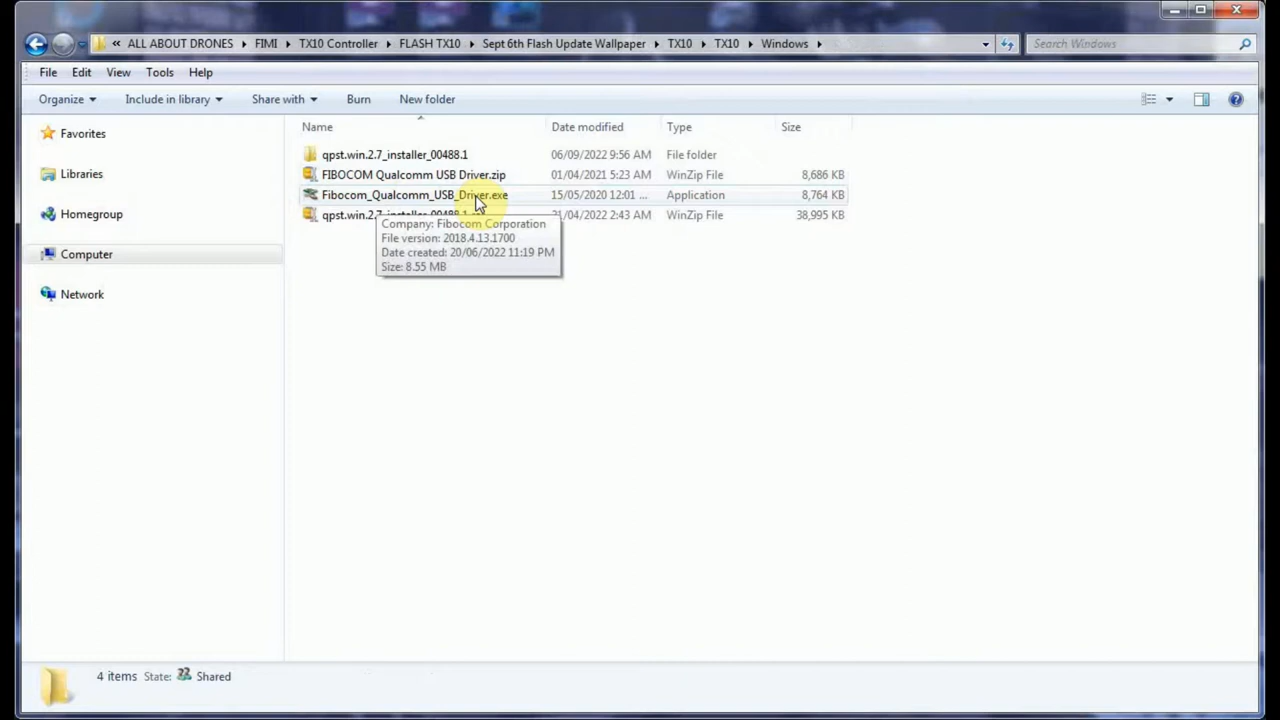 « ALL ABOUT DRONES FIMI TX10 Controller FLASH TX10 Sept 6th Flash Update Wallpaper TX10 TX10 Windows Search Windows
File Edit View Tools Help
Organize Include in library Share with Burn New folder
Name Date modified Type Size
Favorites
Libraries
Homegroup
Computer
Network
qpst.win.2.7_installer_00488.1 06/09/2022 9:56 AM File folder
FIBOCOM Qualcomm USB Driver.zip 01/04/2021 5:23 AM WinZip File 8,686 KB
Fibocom_Qualcomm_USB_Driver.exe 15/05/2020 12:01 ... Application 8,764 KB
21/04/2022 2:43 AM WinZip File 38,995 KB
Company: Fibocom Corporation
File version: 2018.4.13.1700
Date created: 20/06/2022 11:19 PM
Size: 8.55 MB
4 items State: Shared